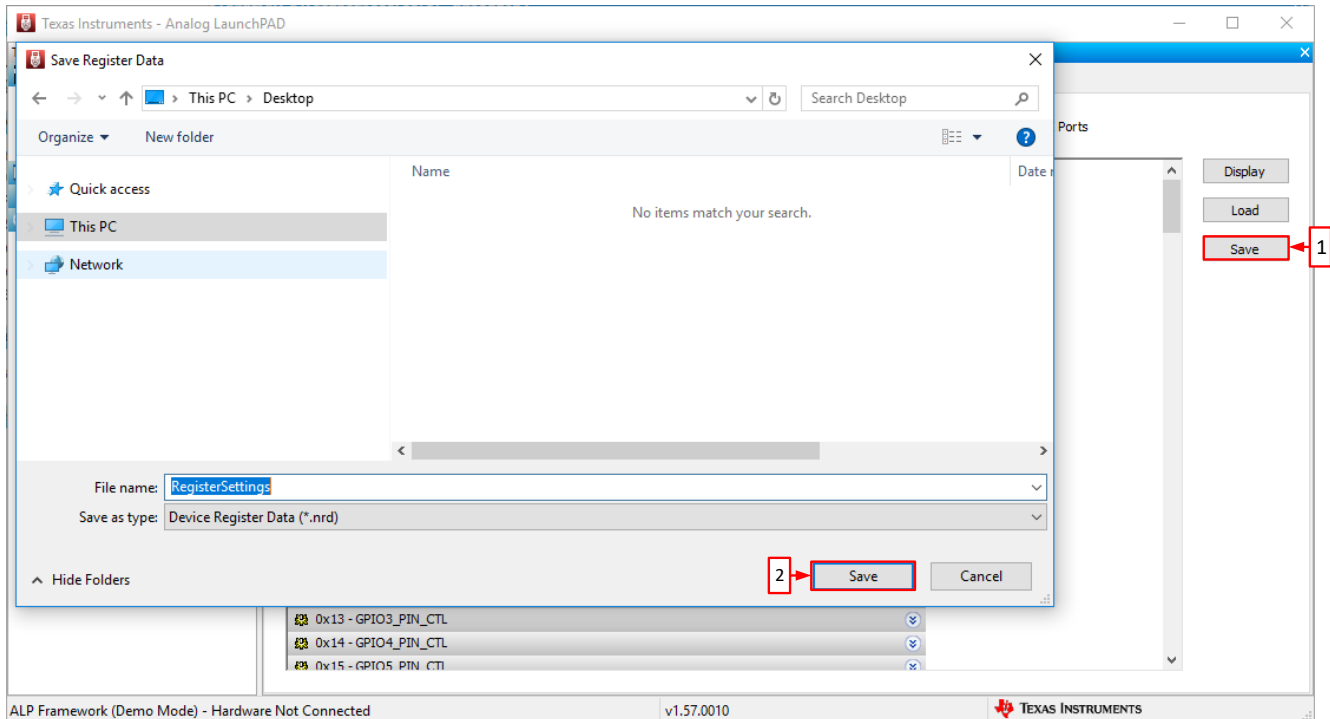 Texas Instruments - Analog LaunchPAD
Save Register Data
This PC > Desktop
Search Desktop
Organize
New folder
Ports
Name
Date
Quick access
This PC
Network
No items match your search.
Display
Load
Save
1
File name: RegisterSettings
Save as type: Device Register Data (*.nrd)
Hide Folders
2
Save
Cancel
0x13 - GPIO3_PIN_CTL
0x14 - GPIO4_PIN_CTL
0x15 - GPIO5_PIN_CTL
ALP Framework (Demo Mode) - Hardware Not Connected
v1.57.0010
TEXAS INSTRUMENTS